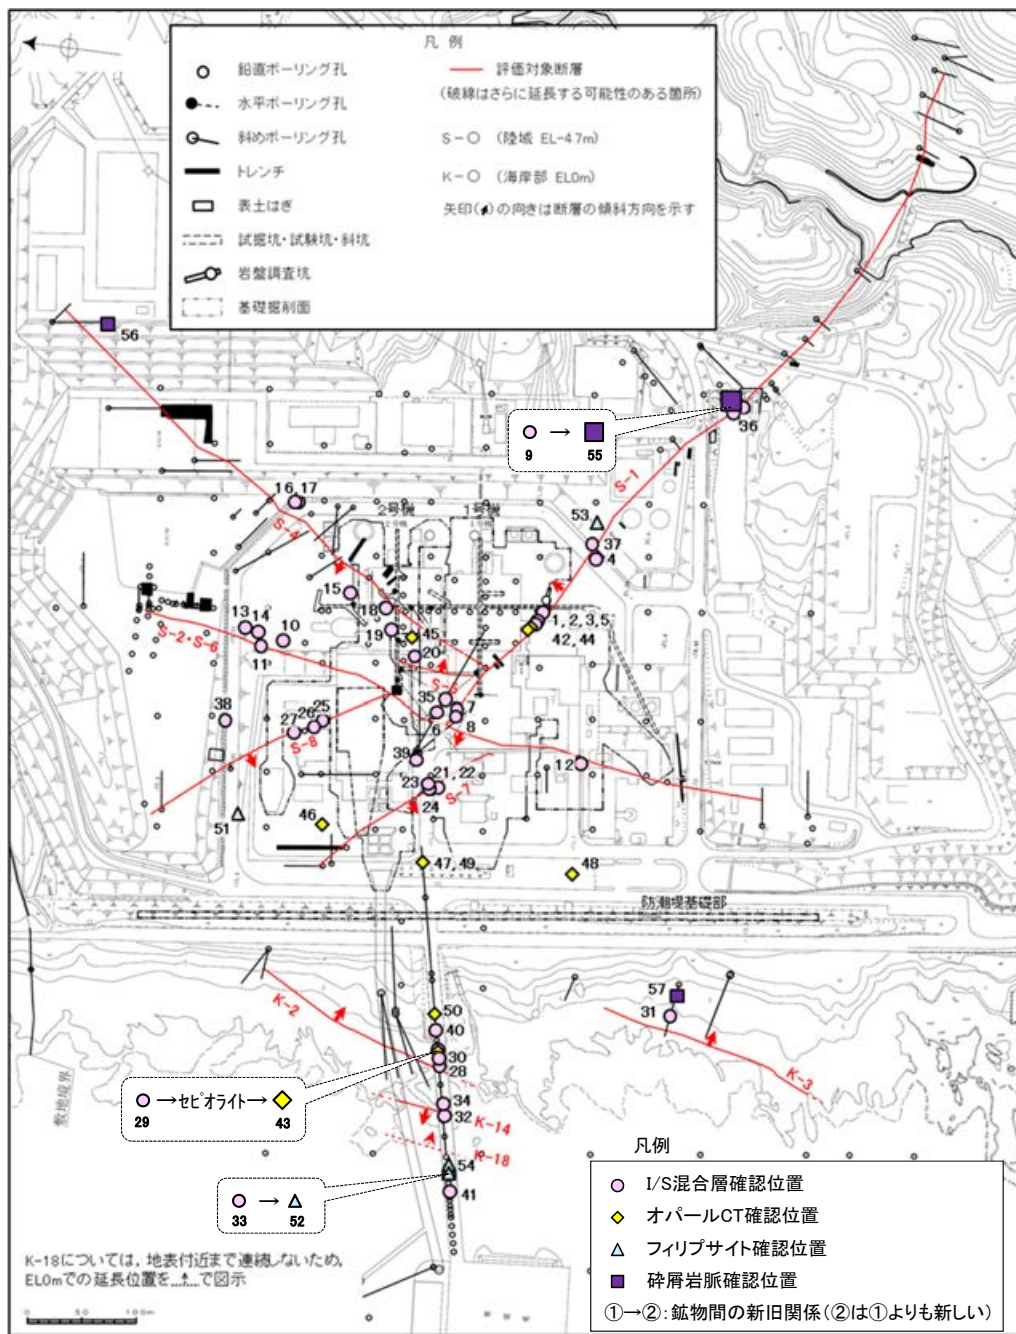 凡 例
鉛直ボーリング孔
水平ボーリング孔
斜めボーリング孔
トレンチ
表土はぎ
試掘坑・試験坑・斜坑
岩盤調査坑
基礎掘削面
評価対象断層
(破線はさらに延長する可能性のある箇所)
S-○ (陸域 EL-47m)
K-○ (海岸部 EL0m)
矢印( )の向きは断層の傾斜方向を示す
56
36
9 → 55
S-1
53
37
4
16,17
S-4
2号機
1号機
15
18
19
45
20
1, 2, 3, 5
42, 44
13
14
10
11
S-2・S-6
S-5
35
7
6
8
38
25
26
27
S-8
39
12
21, 22
23
24
S-7
51
46
47, 49
48
防潮堤基礎部
K-2
50
40
57
31
K-3
30
28
29 →セピオライト→ 43
34
32
K-14
K-18
54
33 → 52
41
敷地境界
K-18については，地表付近まで連続しないため，
EL0mでの延長位置を で図示
0 50 100m
凡例
I/S混合層確認位置
オパールCT確認位置
フィリプサイト確認位置
砕屑岩脈確認位置
①→②：鉱物間の新旧関係(②は①よりも新しい)